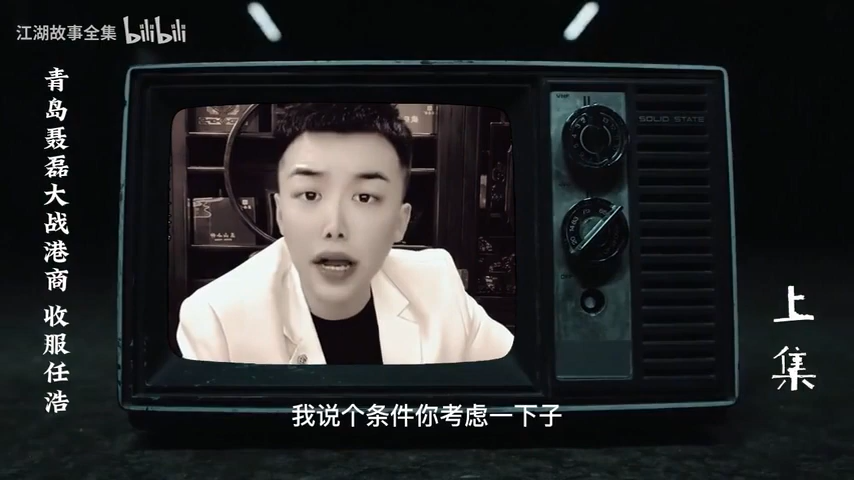 江湖故事全集 bilibili
青岛聂磊大战港商 收服任浩
SOLID STATE
上集
我说个条件你考虑一下子